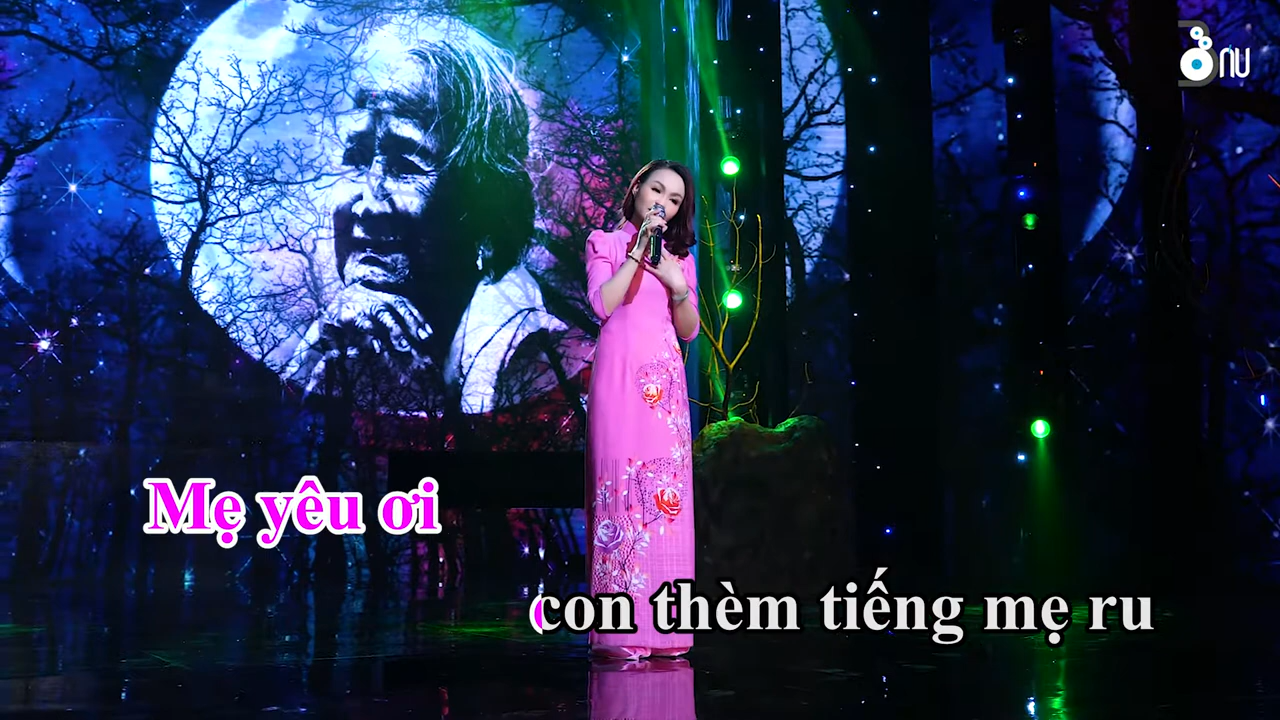 Mẹ yêu ơi
con thèm tiếng mẹ ru